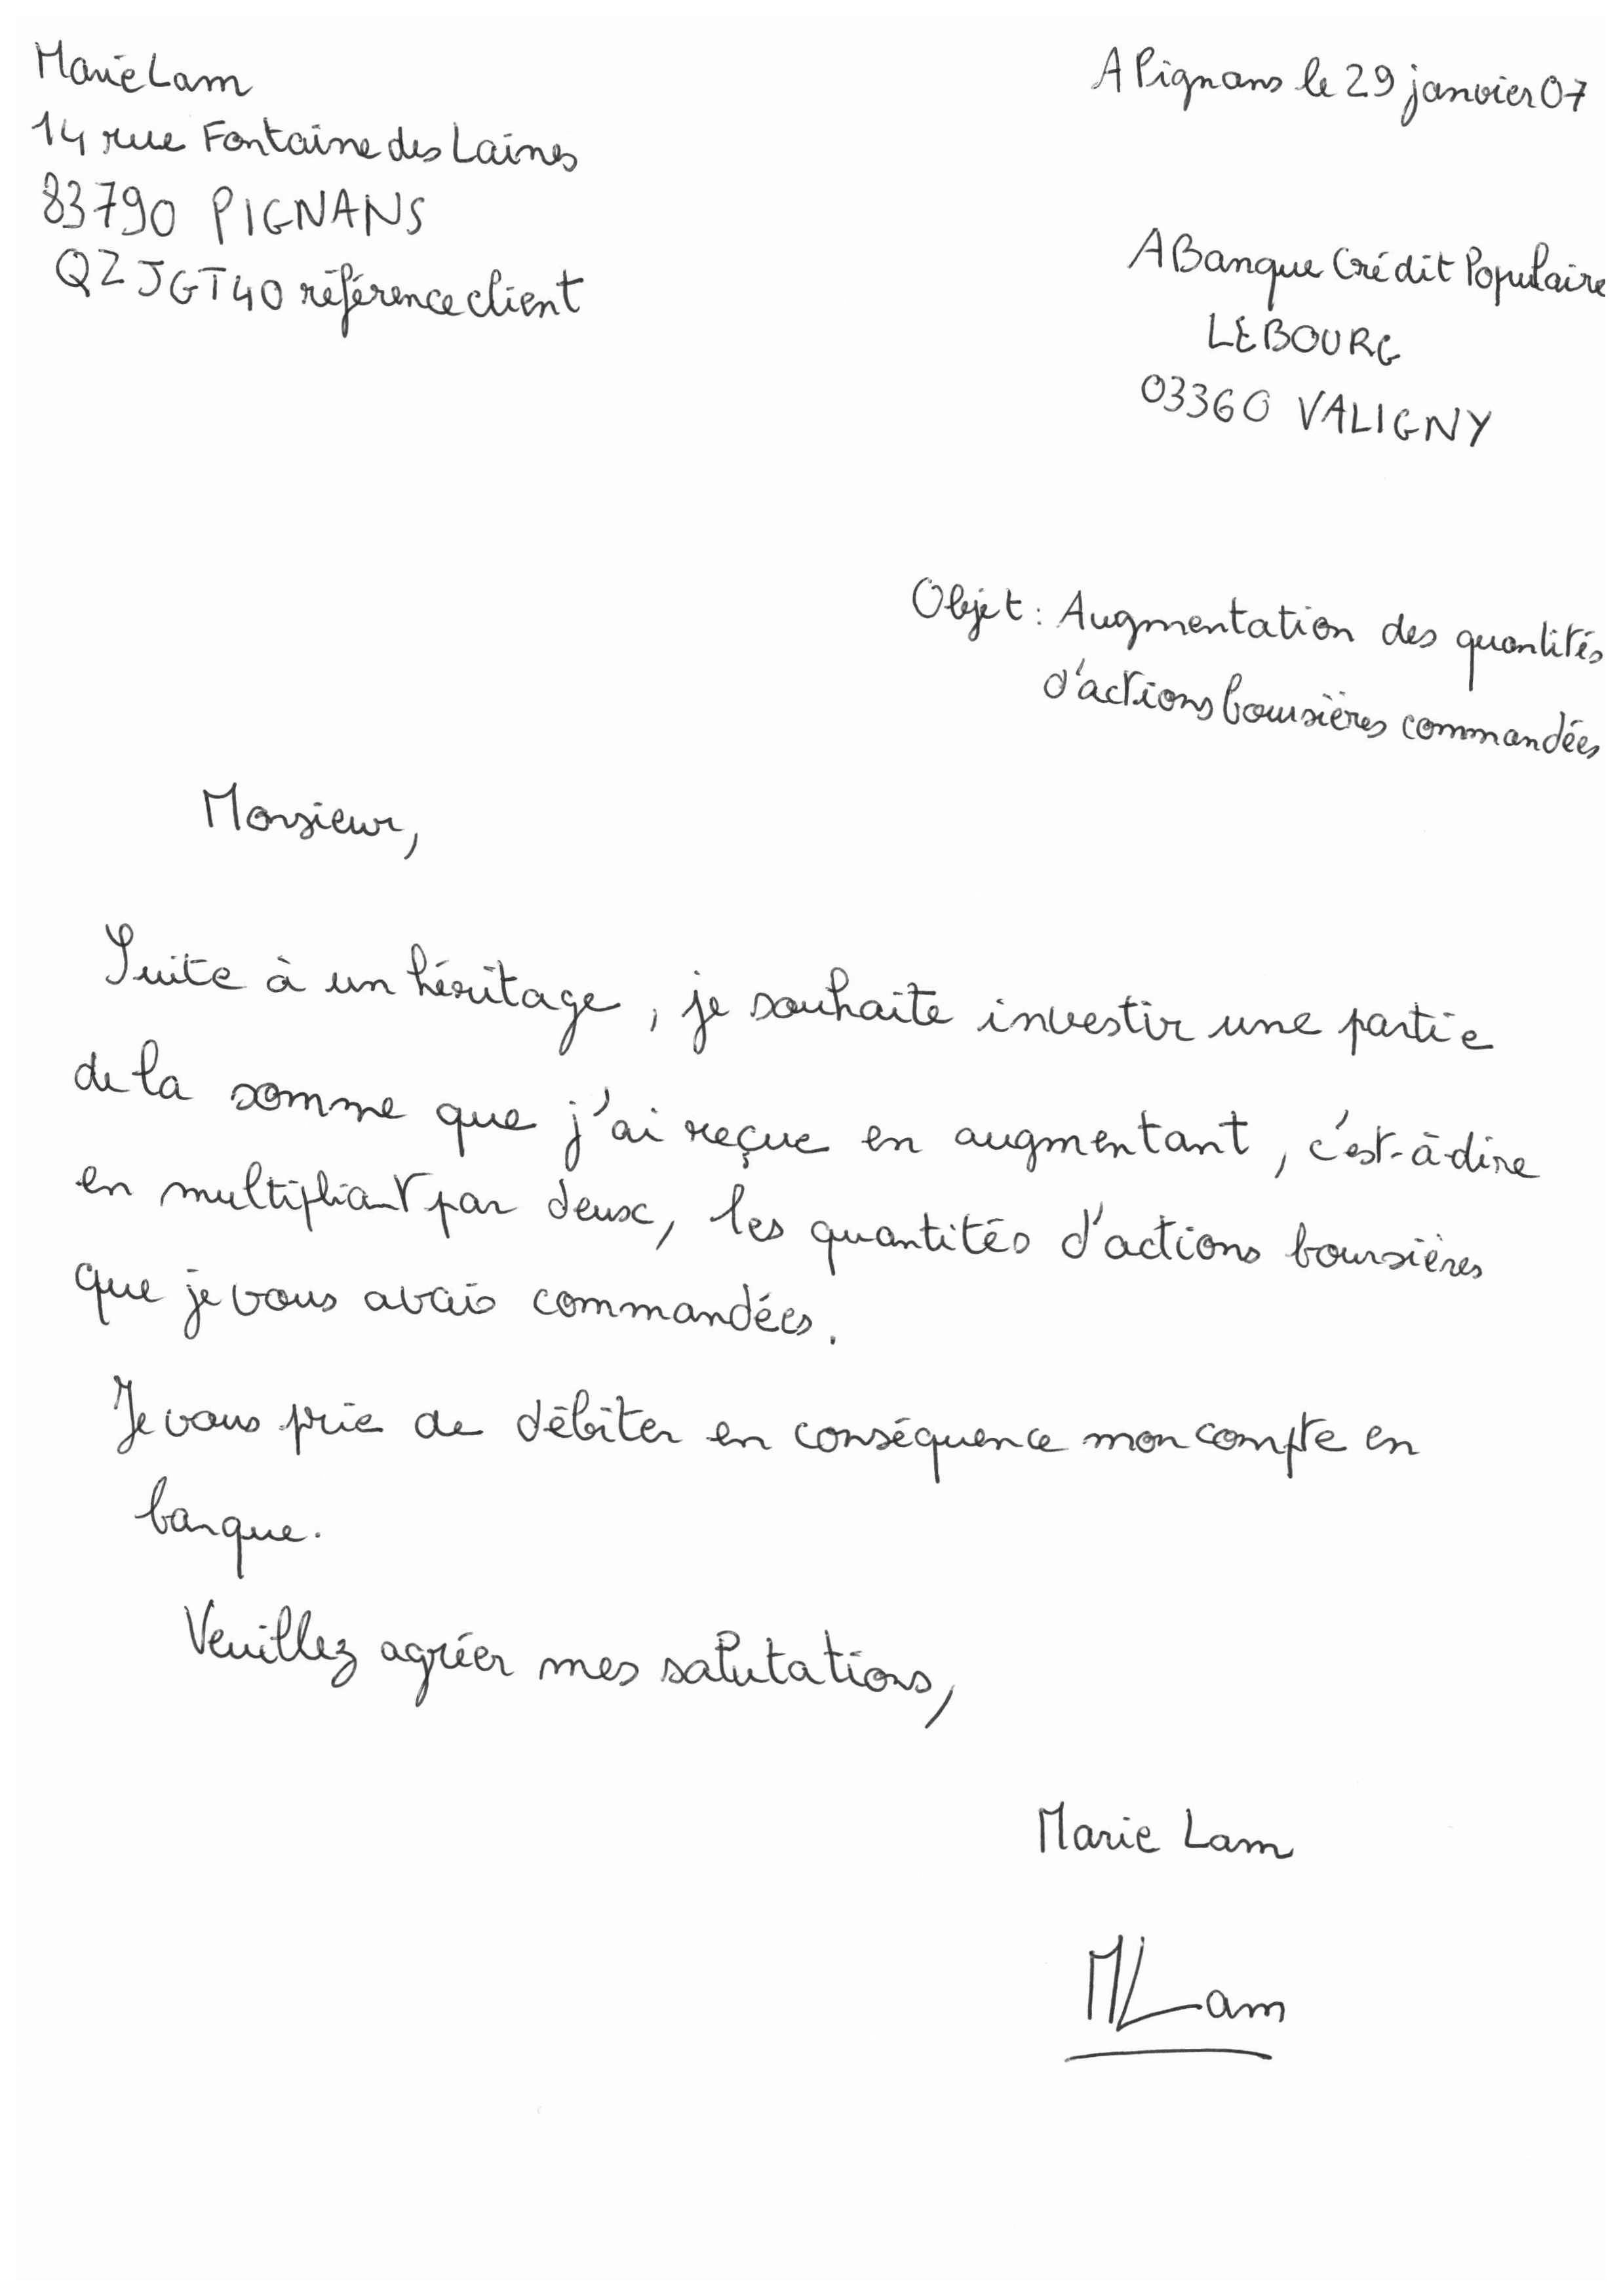 Marie Lam
14 rue Fontaine des Laines
83790 PIGNANS
QZJGT40 référence client
A Pignans le 29 janvier 07
A Banque Crédit Populaire
LE BOURG
03360 VALIGNY
Objet : Augmentation des quantités
d'actions boursières commandées
Monsieur,
Suite à un héritage, je souhaite investir une partie
de la somme que j'ai reçue en augmentant, c'est-à-dire
en multipliant par deux, les quantités d'actions boursières
que je vous avais commandées.
Je vous prie de débiter en conséquence mon compte en
banque.
Veuillez agréer mes salutations,
Marie Lam
MLam